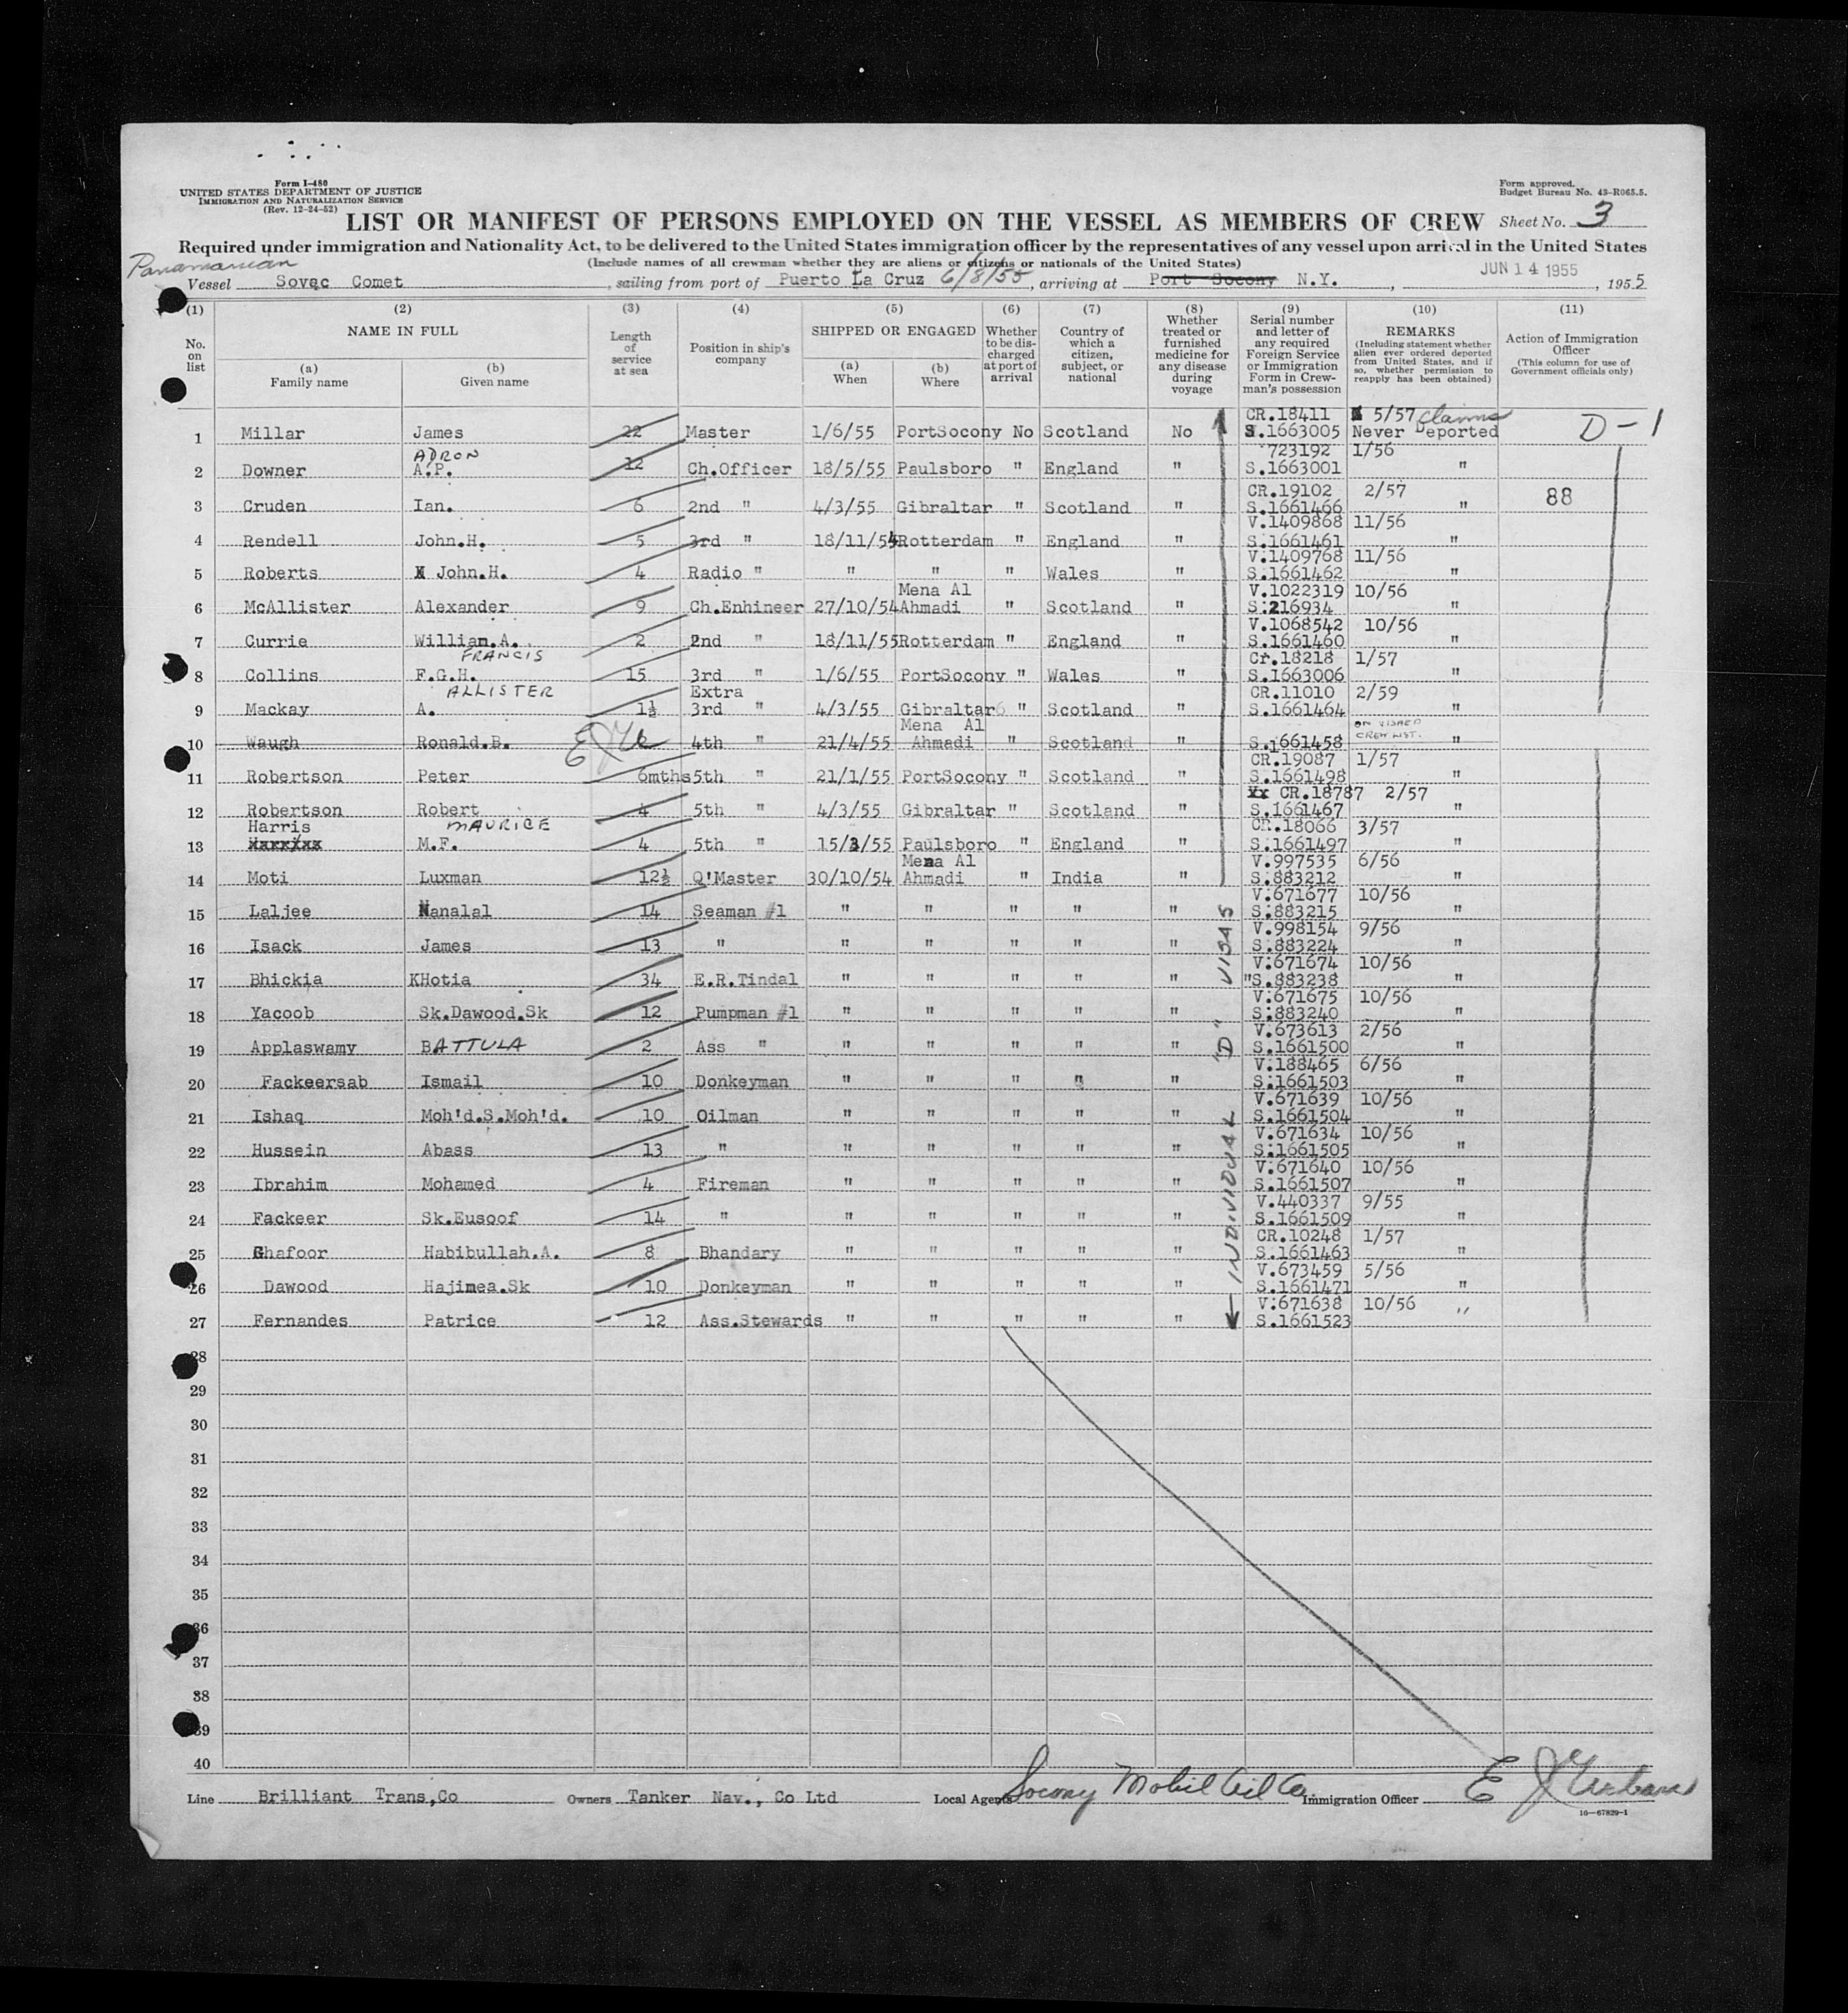 Form I-480
UNITED STATES DEPARTMENT OF JUSTICE
IMMIGRATION AND NATURALIZATION SERVICE
(Rev. 12-24-52)
Form approved.
Budget Bureau No. 43-R065.5.
LIST OR MANIFEST OF PERSONS EMPLOYED ON THE VESSEL AS MEMBERS OF CREW Sheet No. 3
Required under immigration and Nationality Act, to be delivered to the United States immigration officer by the representatives of any vessel upon arrival in the United States
(Include names of all crewman whether they are aliens or citizens or nationals of the United States)
Panamanian
Vessel Sovac Comet, sailing from port of Puerto La Cruz 6/8/55, arriving at Port Socony N.Y., JUN 14 1955, 1955
(1) (2) (3) (4) (5) (6) (7) (8) (9) (10) (11)
No. on list
NAME IN FULL
(a) Family name
(b) Given name
Length of service at sea
Position in ship's company
SHIPPED OR ENGAGED
(a) When
(b) Where
Whether to be discharged at port of arrival
Country of which a citizen, subject, or national
Whether treated or furnished medicine for any disease during voyage
Serial number and letter of any required Foreign Service or Immigration Form in Crewman's possession
REMARKS
(Including statement whether alien ever ordered deported from United States, and if so, whether permission to reapply has been obtained)
Action of Immigration Officer
(This column for use of Government officials only)
CR.18411 5/57 Claims
1 Millar James 22 Master 1/6/55 PortSocony No Scotland No S.1663005 Never Deported D-1
ADRON 723192 1/56
2 Downer A.P. 12 Ch.Officer 18/5/55 Paulsboro " England " S.1663001 "
CR.19102 2/57
3 Cruden Ian. 6 2nd " 4/3/55 Gibraltar " Scotland " S.1661466 " 88
V.1409868 11/56
4 Rendell John.H. 5 3rd " 18/11/54 Rotterdam " England " S.1661461 "
V.1409768 11/56
5 Roberts John.H. 4 Radio " " " " Wales " S.1661462 "
Mena Al V.1022319 10/56
6 McAllister Alexander 9 Ch.Enhineer 27/10/54 Ahmadi " Scotland " S.216934 "
V.1068542 10/56
7 Currie William.A. 2 2nd " 18/11/55 Rotterdam " England " S.1661460 "
FRANCIS Cr.18218 1/57
8 Collins F.G.H. 15 3rd " 1/6/55 PortSocony " Wales " S.1663006 "
ALLISTER Extra CR.11010 2/59
9 Mackay A. 1½ 3rd " 4/3/55 Gibraltar " Scotland " S.1661464 "
Mena Al ON VISAED CREW LIST.
10 Waugh Ronald.B. 4th " 21/4/55 Ahmadi " Scotland " S.1661458 "
CR.19087 1/57
11 Robertson Peter 6mths 5th " 21/1/55 PortSocony " Scotland " S.1661498 "
xx CR.18787 2/57
12 Robertson Robert 4 5th " 4/3/55 Gibraltar " Scotland " S.1661467 "
Harris MAURICE CR.18066 3/57
13 M.F. 4 5th " 15/3/55 Paulsboro " England " S.1661497 "
Mena Al V.997535 6/56
14 Moti Luxman 12½ Q'Master 30/10/54 Ahmadi " India " S.883212 "
V.671677 10/56
15 Laljee Nanalal 14 Seaman #1 " " " " " S.883215 "
V.998154 9/56
16 Isack James 13 " " " " " " S.883224 "
V.671674 10/56
17 Bhickia KHotia 34 E.R.Tindal " " " " " "S.883238 "
V.671675 10/56
18 Yacoob Sk.Dawood.Sk 12 Pumpman #1 " " " " " S.883240 "
V.673613 2/56
19 Applaswamy BATTULA 2 Ass " " " " " " S.1661500 "
V.188465 6/56
20 Fackeersab Ismail 10 Donkeyman " " " " " S.1661503 "
V.671639 10/56
21 Ishaq Moh'd.S.Moh'd. 10 Oilman " " " " " S.1661504 "
V.671634 10/56
22 Hussein Abass 13 " " " " " " S.1661505 "
V.671640 10/56
23 Ibrahim Mohamed 4 Fireman " " " " " S.1661507 "
V.440337 9/55
24 Fackeer Sk.Eusoof 14 " " " " " " S.1661509 "
CR.10248 1/57
25 Ghafoor Habibullah.A. 8 Bhandary " " " " " S.1661463 "
V.673459 5/56
26 Dawood Hajimea.Sk 10 Donkeyman " " " " " S.1661471 "
V.671638 10/56 "
27 Fernandes Patrice 12 Ass.Stewards " " " " " S.1661523
INDIVIDUAL "D" VISAS
28
29
30
31
32
33
34
35
36
37
38
39
40
Line Brilliant Trans,Co Owners Tanker Nav., Co Ltd Local Agents Socony Mobil Oil Co. Immigration Officer E J
16-67829-1